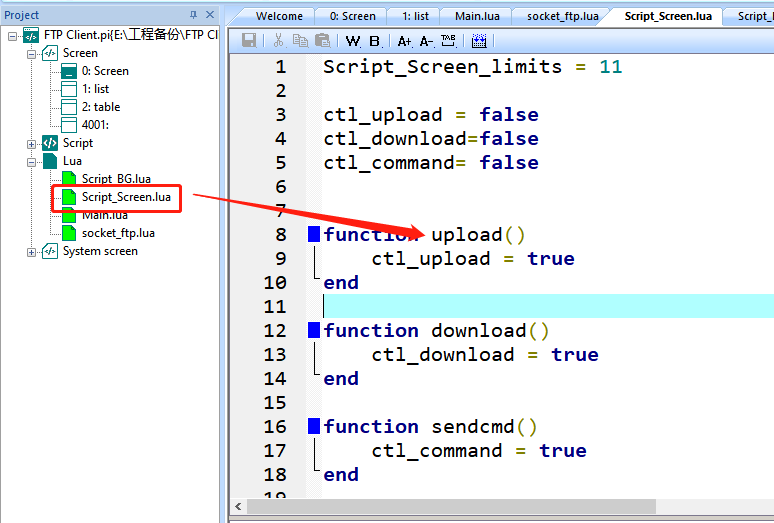 Project
FTP Client.pi(E:\工程备份\FTP Cl
Screen
0: Screen
1: list
2: table
4001:
Script
Lua
Script_BG.lua
Script_Screen.lua
Main.lua
socket_ftp.lua
System screen
Welcome 0: Screen 1: list Main.lua socket_ftp.lua Script_Screen.lua Script_
W B A+ A- TAB
1 Script_Screen_limits = 11
2
3 ctl_upload = false
4 ctl_download=false
5 ctl_command= false
6
7
8 function upload()
9 ctl_upload = true
10 end
11
12 function download()
13 ctl_download = true
14 end
15
16 function sendcmd()
17 ctl_command = true
18 end
19